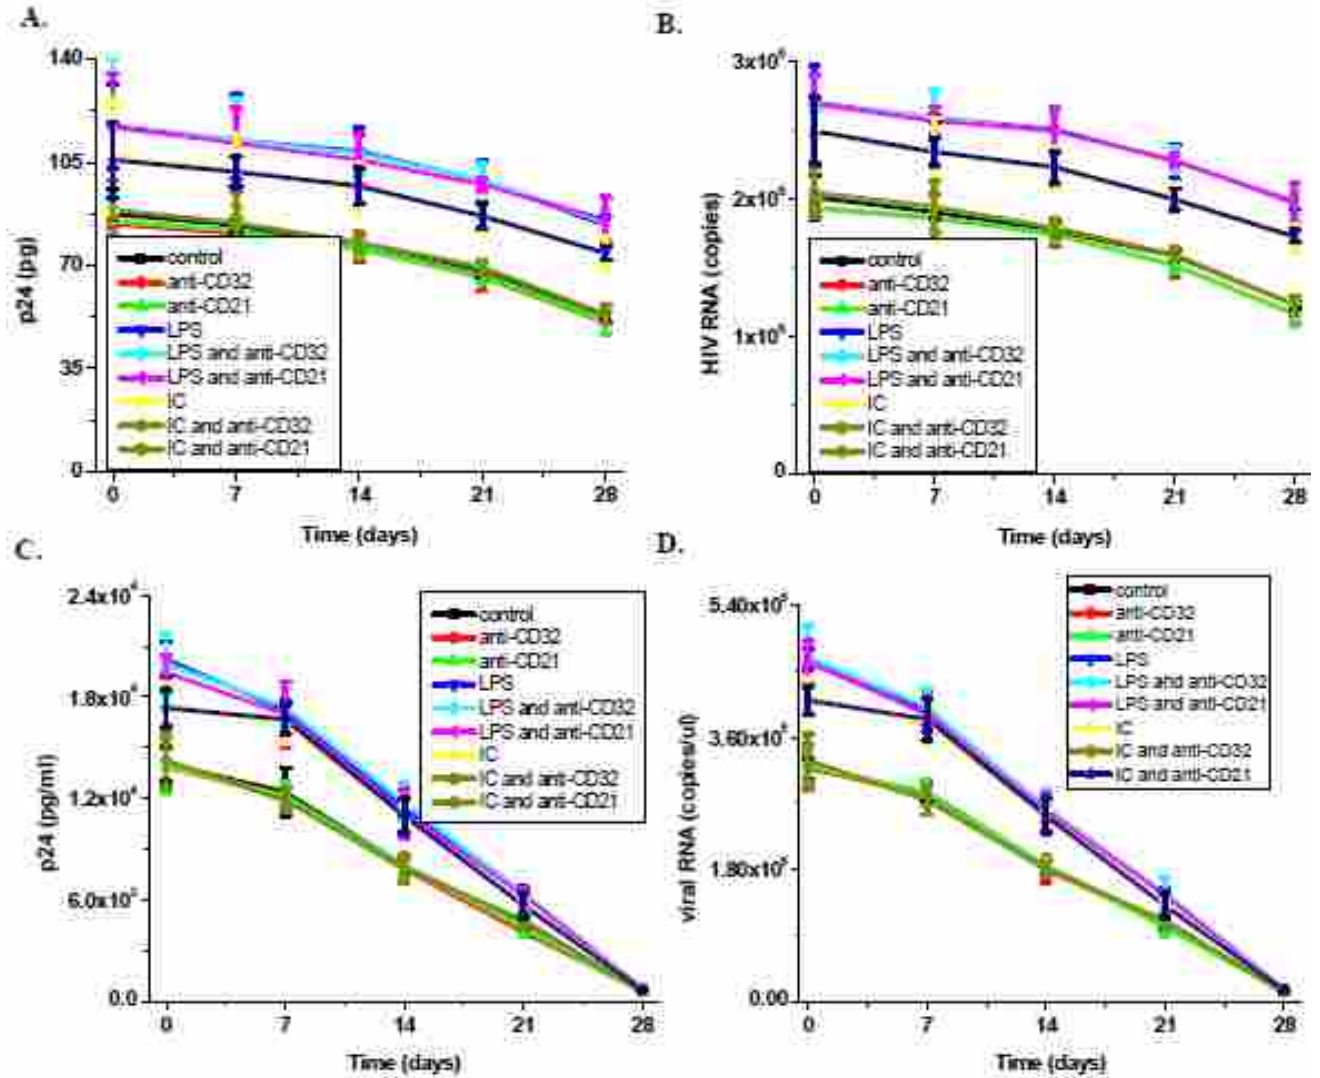 A.
140
105
70
35
0
p24 (pg)
control
anti-CD32
anti-CD21
LPS
LPS and anti-CD32
LPS and anti-CD21
IC
IC and anti-CD32
IC and anti-CD21
0 7 14 21 28
Time (days)
B.
HIV RNA (copies)
0
control
anti-CD32
anti-CD21
LPS
LPS and anti-CD32
LPS and anti-CD21
IC
IC and anti-CD32
IC and anti-CD21
0 7 14 21 28
Time (days)
C.
p24 (pg/ml)
0.0
control
anti-CD32
anti-CD21
LPS
LPS and anti-CD32
LPS and anti-CD21
IC
IC and anti-CD32
IC and anti-CD21
0 7 14 21 28
Time (days)
D.
viral RNA (copies/ul)
0.00
control
anti-CD32
anti-CD21
LPS
LPS and anti-CD32
LPS and anti-CD21
IC
IC and anti-CD32
IC and anti-CD21
0 7 14 21 28
Time (days)